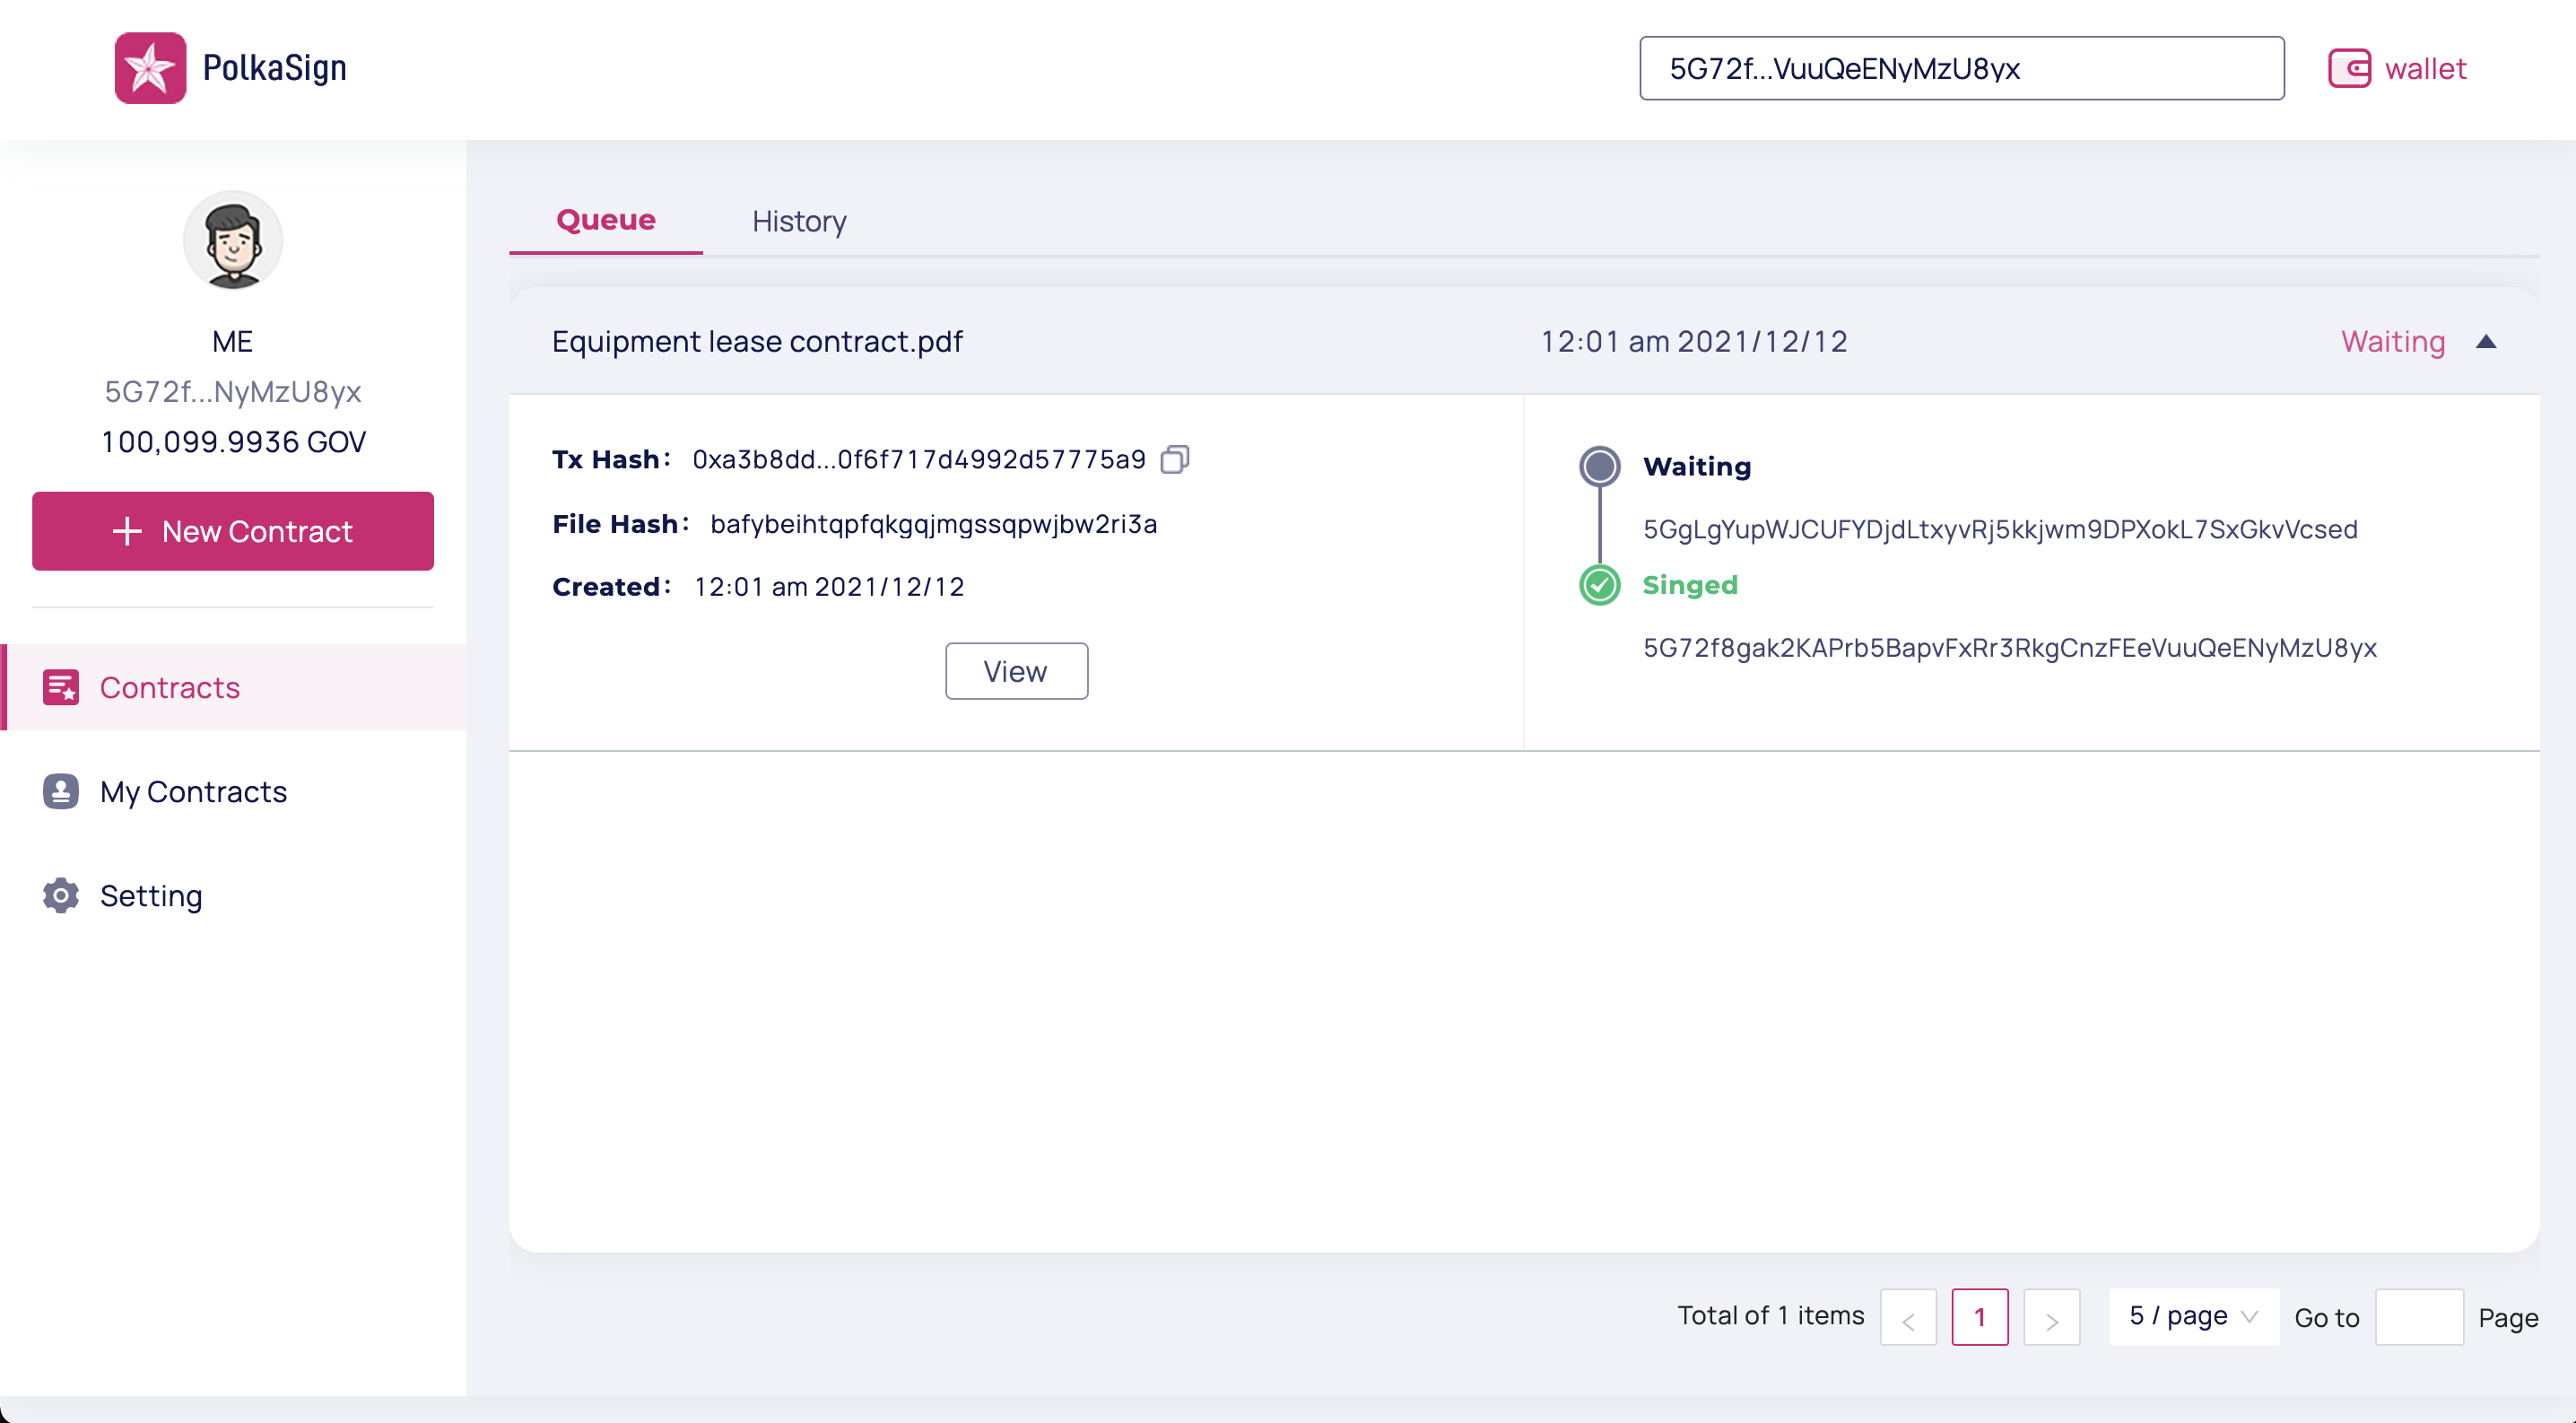 PolkaSign
5G72f...VuuQeENyMzU8yx
wallet
ME
5G72f...NyMzU8yx
100,099.9936 GOV
+ New Contract
Contracts
My Contracts
Setting
Queue
History
Equipment lease contract.pdf
12:01 am 2021/12/12
Waiting
Tx Hash: 0xa3b8dd...0f6f717d4992d57775a9
File Hash: bafybeihtqpfqkgqjmgssqpwjbw2ri3a
Created: 12:01 am 2021/12/12
View
Waiting
5GgLgYupWJCUFYDjdLtxyvRj5kkjwm9DPXokL7SxGkvVcsed
Singed
5G72f8gak2KAPrb5BapvFxRr3RkgCnzFEeVuuQeENyMzU8yx
Total of 1 items < 1 > 5 / page Go to Page